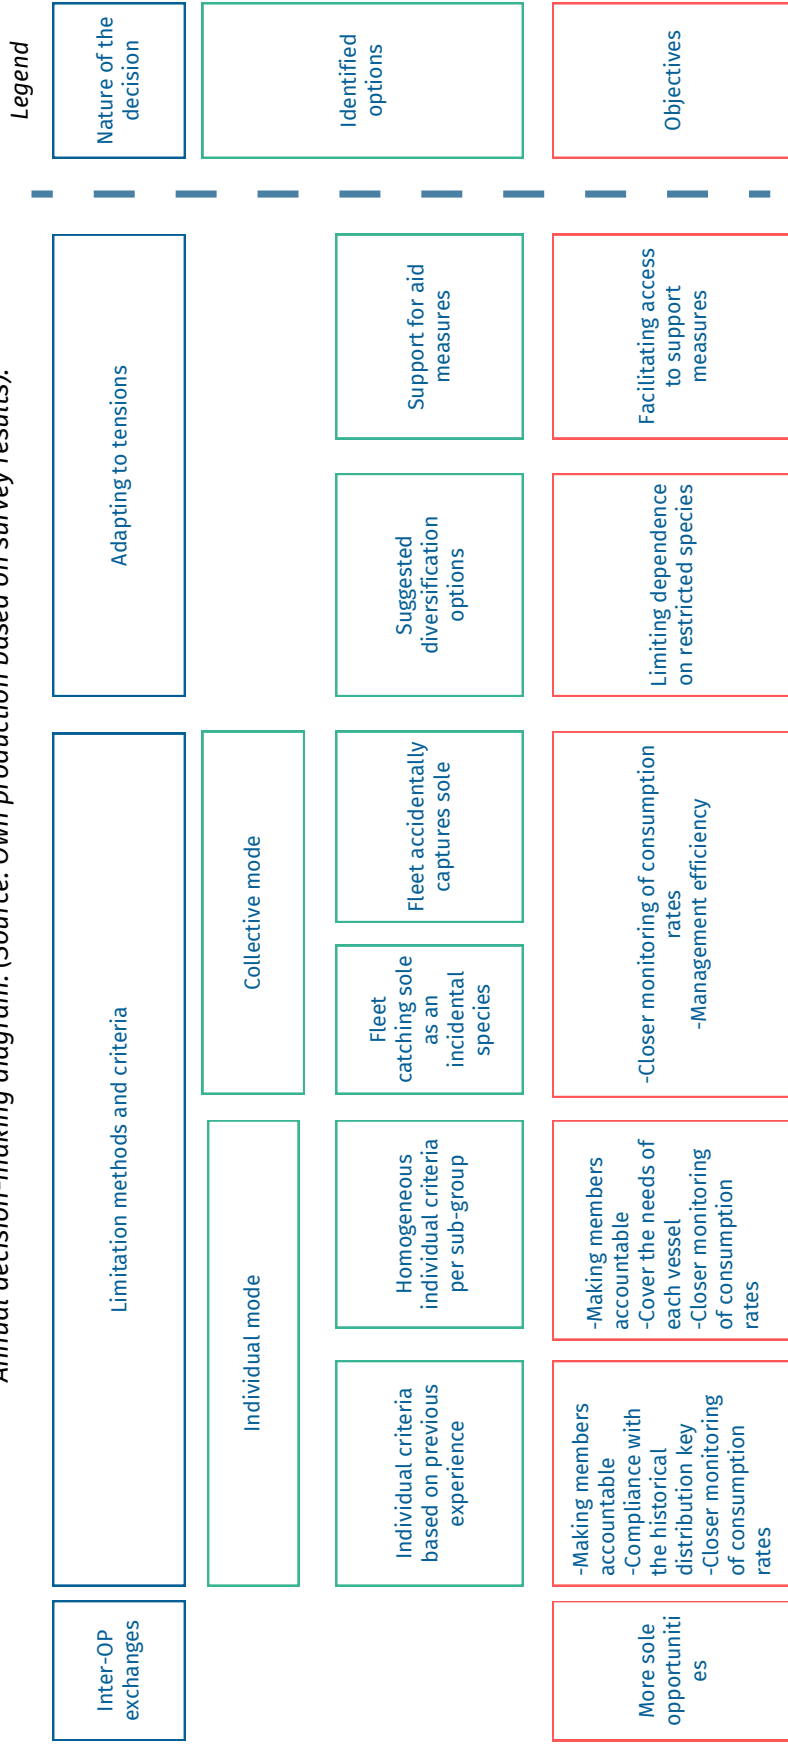 Annual decision-making diagram. (Source: Own production based on survey results).
Legend
Inter-OP
exchanges
Limitation methods and criteria
Adapting to tensions
Nature of the
decision
Individual mode
Collective mode
Identified
options
Individual criteria
based on previous
experience
Homogeneous
individual criteria
per sub-group
Fleet
catching sole
as an
incidental
species
Fleet accidentally
captures sole
Suggested
diversification
options
Support for aid
measures
More sole
opportuniti
es
-Making members
accountable
-Compliance with
the historical
distribution key
-Closer monitoring
of consumption
rates
-Making members
accountable
-Cover the needs of
each vessel
-Closer monitoring
of consumption
rates
-Closer monitoring of consumption
rates
-Management efficiency
Limiting dependence
on restricted species
Facilitating access
to support
measures
Objectives